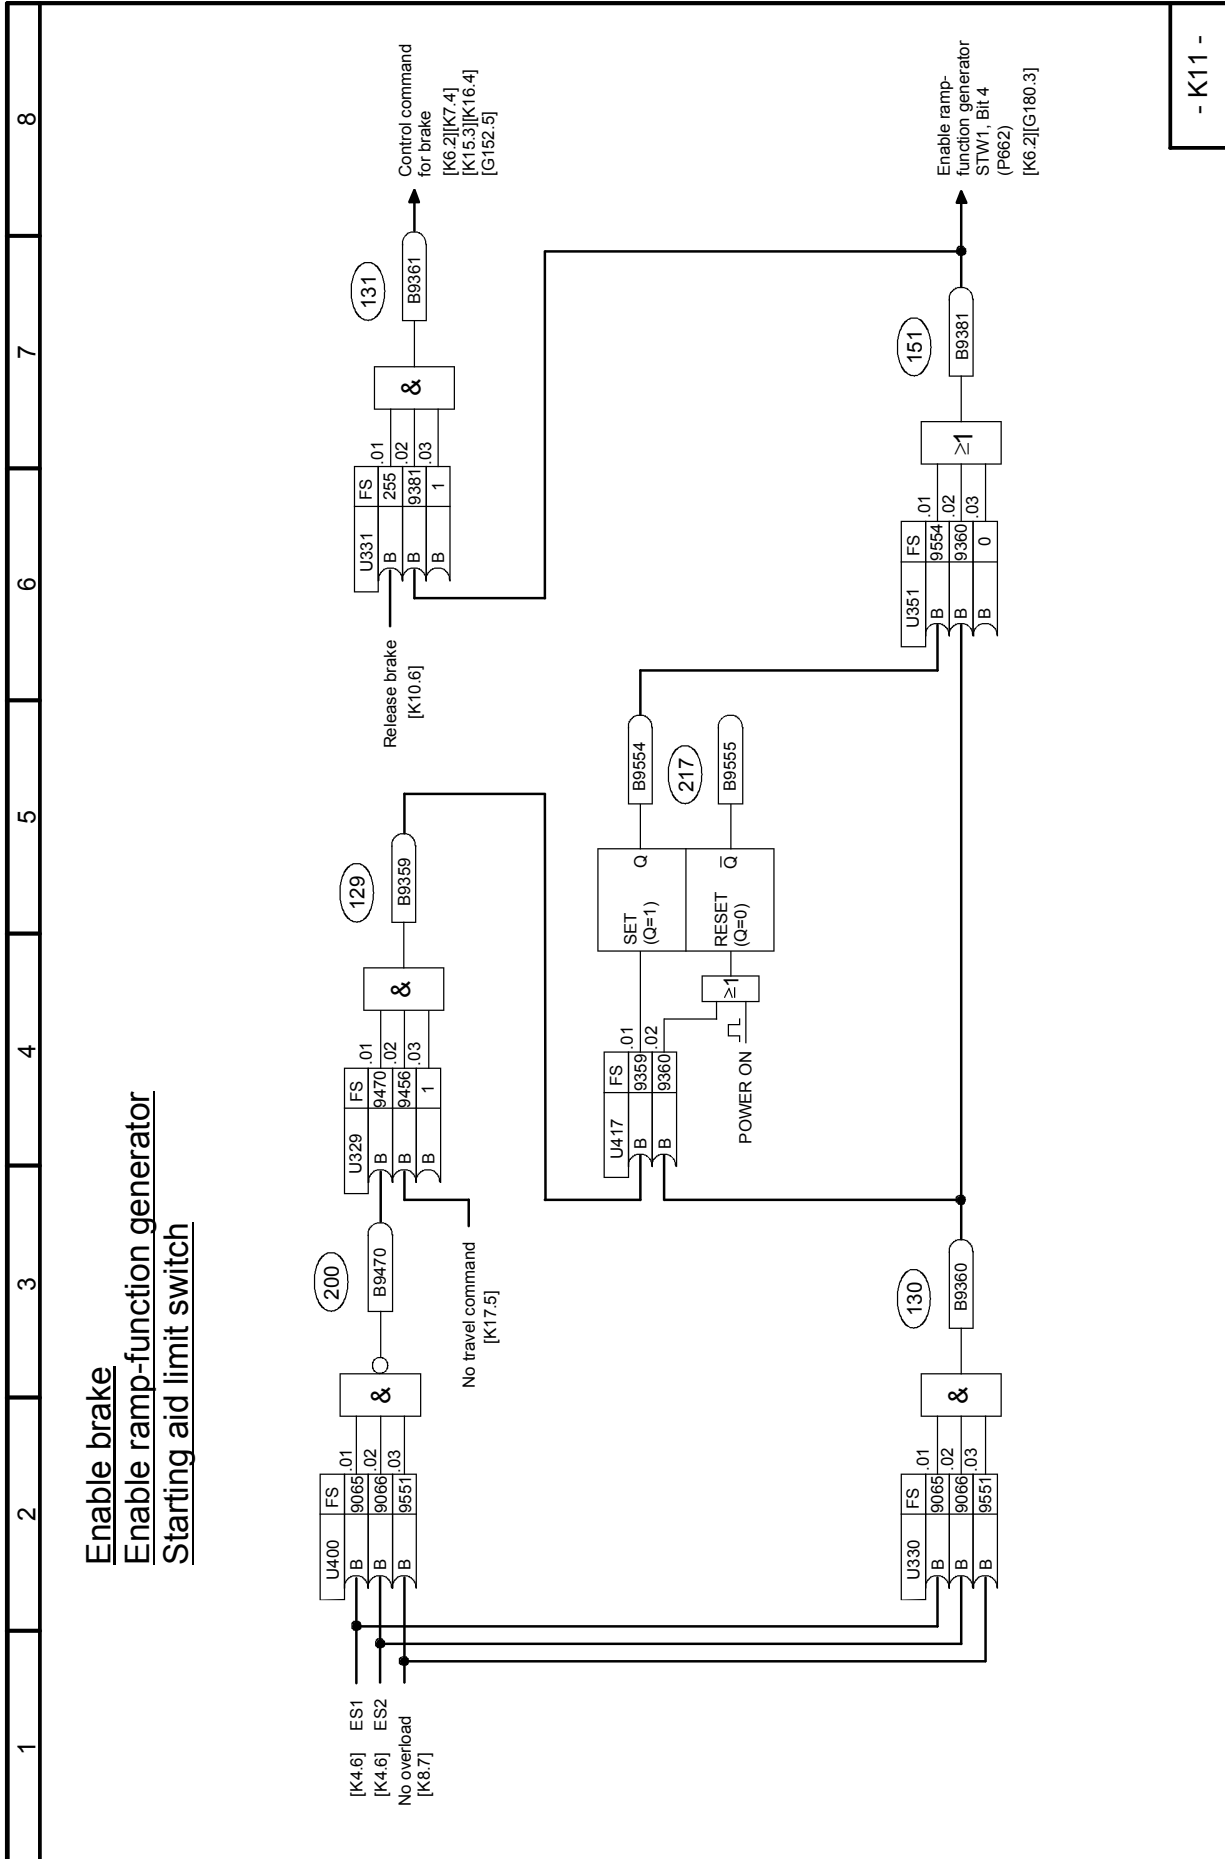 1 2 3 4 5 6 7 8
Enable brake
Enable ramp-function generator
Starting aid limit switch
[K4.6] ES1
[K4.6] ES2
No overload
[K8.7]
U400 FS
B 9065 .01
B 9066 .02
B 9551 .03
&
200
B9470
No travel command
[K17.5]
U329 FS
B 9470 .01
B 9456 .02
B 1 .03
&
129
B9359
Release brake
[K10.6]
U331 FS
B 255 .01
B 9381 .02
B 1 .03
&
131
B9361
Control command
for brake
[K6.2][K7.4]
[K15.3][K16.4]
[G152.5]
U417 FS
B 9359 .01
B 9360 .02
POWER ON
≥1
SET
(Q=1)
Q
RESET
(Q=0)
Q̅
B9554
217
B9555
U330 FS
B 9065 .01
B 9066 .02
B 9551 .03
&
130
B9360
U351 FS
B 9554 .01
B 9360 .02
B 0 .03
≥1
151
B9381
Enable ramp-
function generator
STW1, Bit 4
(P662)
[K6.2][G180.3]
- K11 -